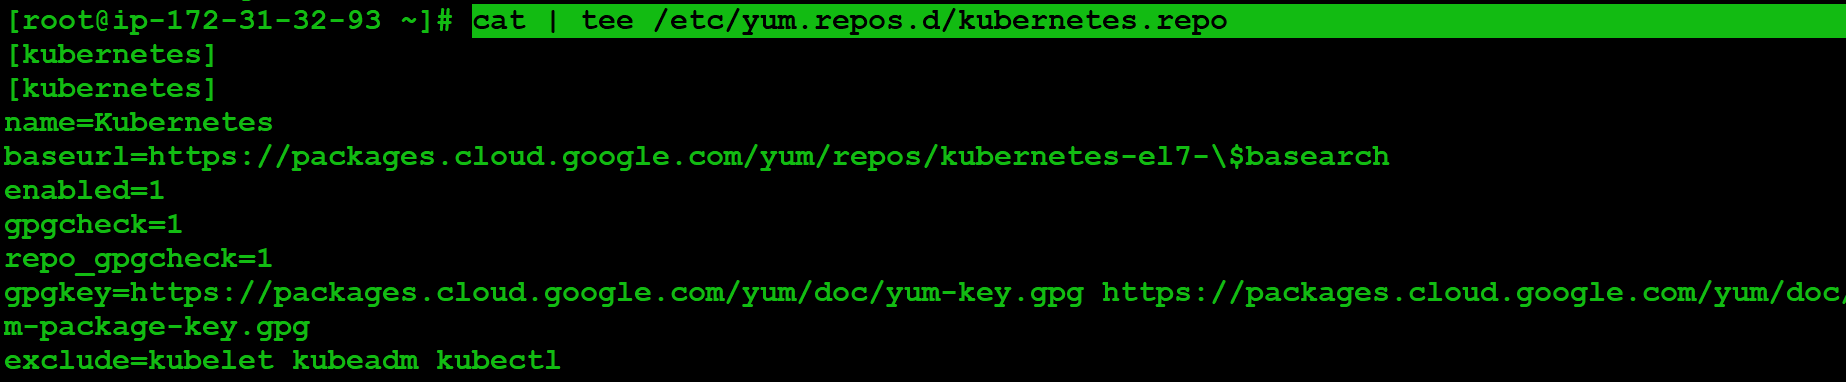 [root@ip-172-31-32-93 ~]# cat | tee /etc/yum.repos.d/kubernetes.repo
[kubernetes]
[kubernetes]
name=Kubernetes
baseurl=https://packages.cloud.google.com/yum/repos/kubernetes-el7-\$basearch
enabled=1
gpgcheck=1
repo_gpgcheck=1
gpgkey=https://packages.cloud.google.com/yum/doc/yum-key.gpg https://packages.cloud.google.com/yum/doc/
m-package-key.gpg
exclude=kubelet kubeadm kubectl